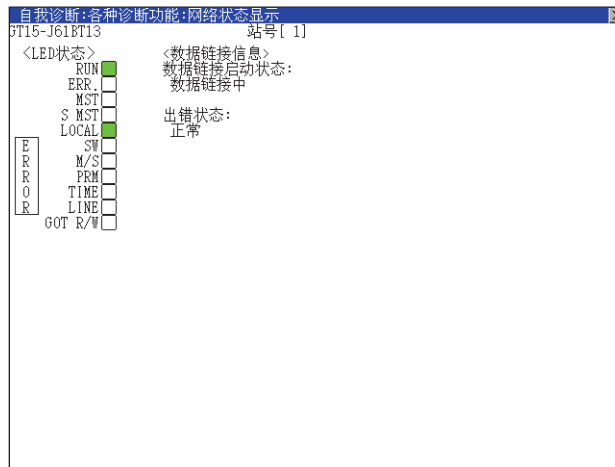 自我诊断:各种诊断功能:网络状态显示
GT15-J61BT13 站号[ 1]
<LED状态> <数据链接信息>
RUN 数据链接启动状态:
ERR. 数据链接中
MST
S MST 出错状态:
LOCAL 正常
SW
M/S
PRM
TIME
LINE
ERROR
GOT R/W